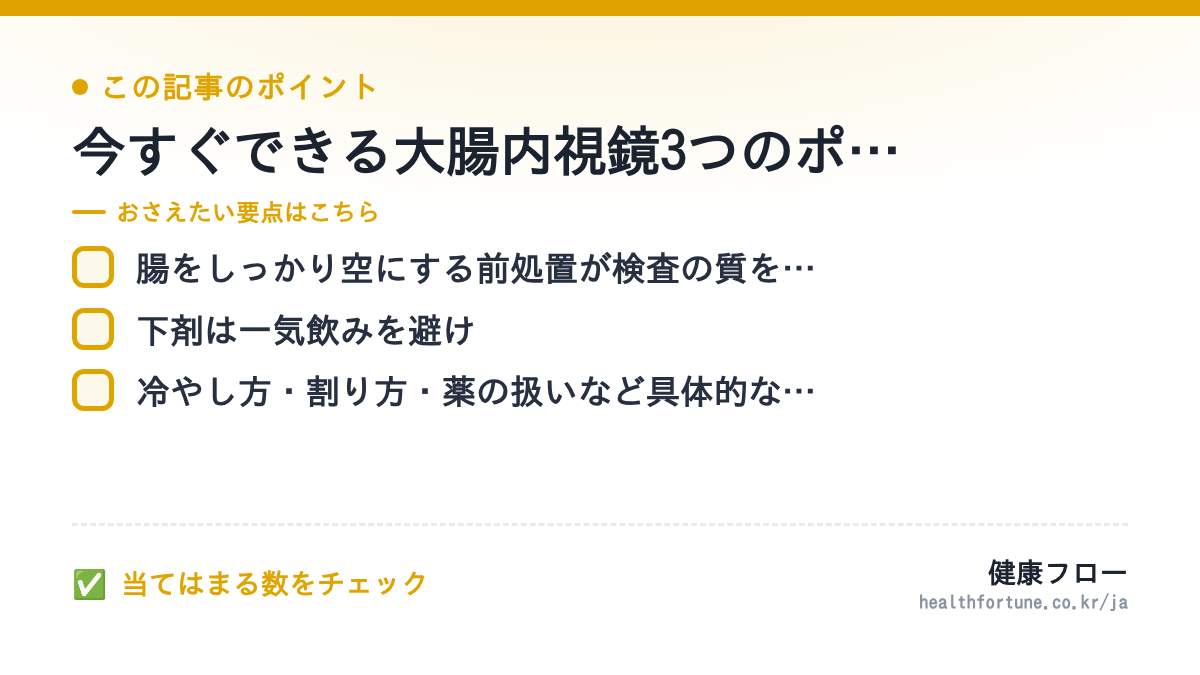 この記事のポイント
今すぐできる大腸内視鏡3つのポ…
おさえたい要点はこちら
腸をしっかり空にする前処置が検査の質を…
下剤は一気飲みを避け
冷やし方・割り方・薬の扱いなど具体的な…
当てはまる数をチェック
健康フロー
healthfortune.co.kr/ja